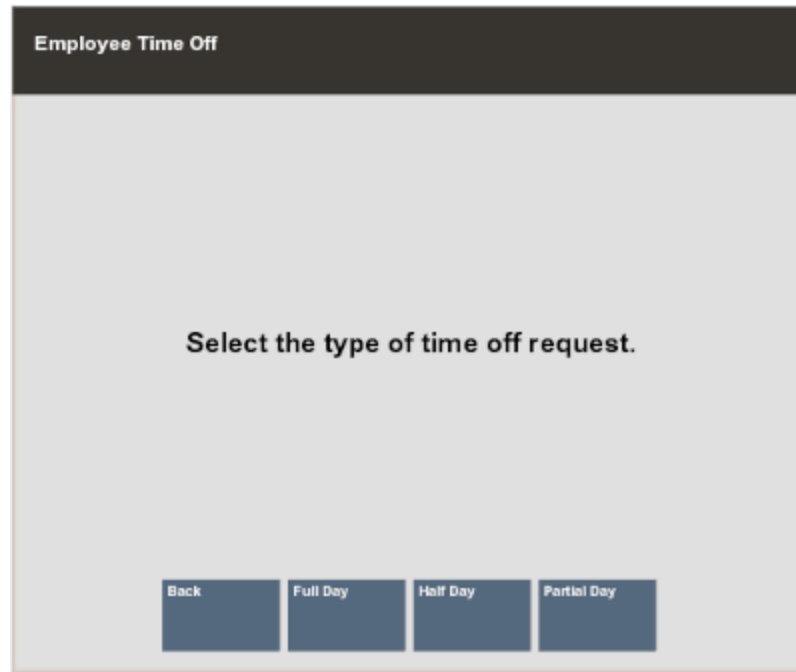 Employee Time Off
Select the type of time off request.
Back
Full Day
Half Day
Partial Day